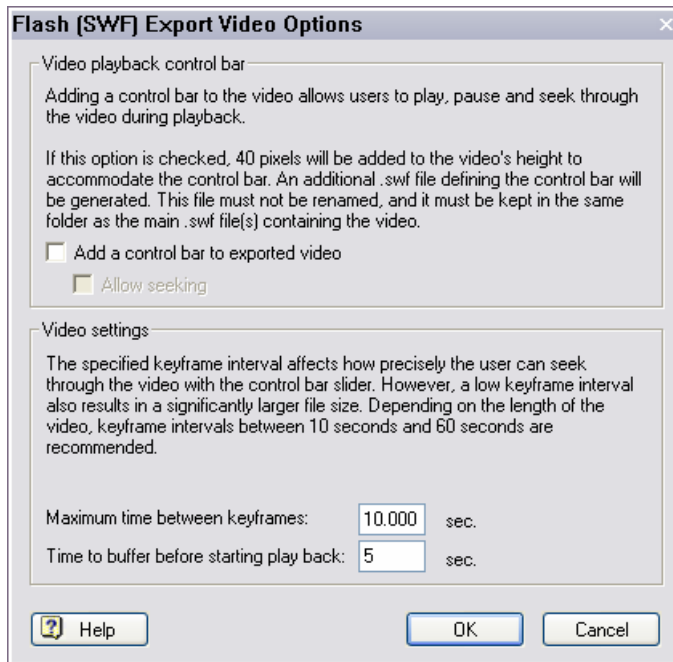 Flash (SWF) Export Video Options
Video playback control bar
Adding a control bar to the video allows users to play, pause and seek through
the video during playback.
If this option is checked, 40 pixels will be added to the video's height to
accommodate the control bar. An additional .swf file defining the control bar will
be generated. This file must not be renamed, and it must be kept in the same
folder as the main .swf file(s) containing the video.
Add a control bar to exported video
Allow seeking
Video settings
The specified keyframe interval affects how precisely the user can seek
through the video with the control bar slider. However, a low keyframe interval
also results in a significantly larger file size. Depending on the length of the
video, keyframe intervals between 10 seconds and 60 seconds are
recommended.
Maximum time between keyframes: 10.000 sec.
Time to buffer before starting play back: 5 sec.
Help OK Cancel